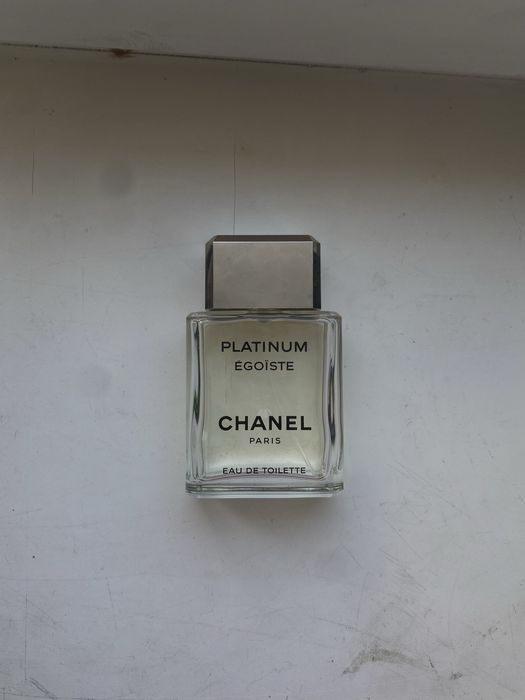 PLATINUM
ÉGOÏSTE
CHANEL
PARIS
EAU DE TOILETTE